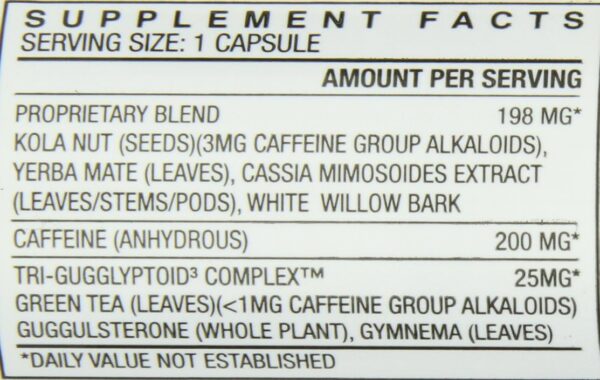 SUPPLEMENT FACTS
SERVING SIZE: 1 CAPSULE
AMOUNT PER SERVING
PROPRIETARY BLEND 198 MG*
KOLA NUT (SEEDS)(3MG CAFFEINE GROUP ALKALOIDS),
YERBA MATE (LEAVES), CASSIA MIMOSOIDES EXTRACT
(LEAVES/STEMS/PODS), WHITE WILLOW BARK
CAFFEINE (ANHYDROUS) 200 MG*
TRI-GUGGLYPTOID³ COMPLEX™ 25MG*
GREEN TEA (LEAVES)(<1MG CAFFEINE GROUP ALKALOIDS)
GUGGULSTERONE (WHOLE PLANT), GYMNEMA (LEAVES)
*DAILY VALUE NOT ESTABLISHED